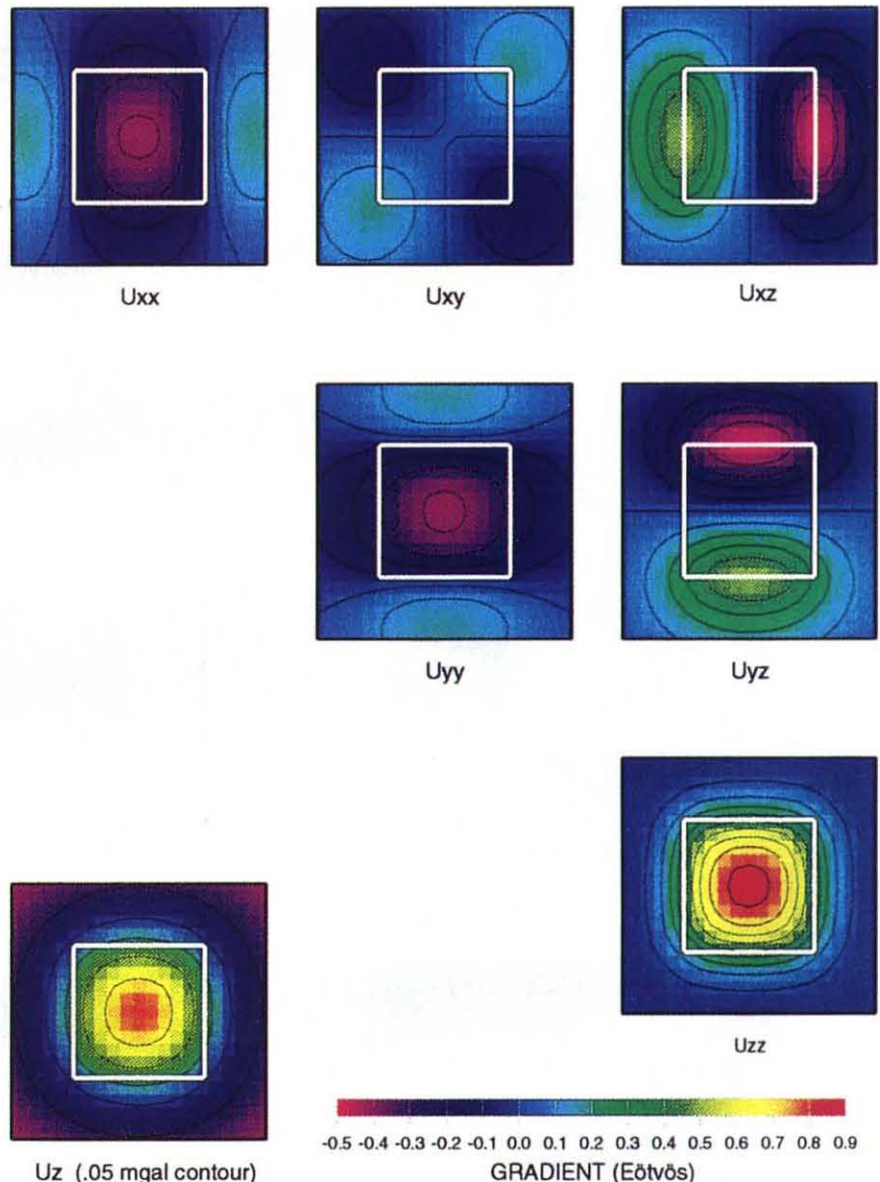 Uxx
Uxy
Uxz
Uyy
Uyz
Uzz
-0.5 -0.4 -0.3 -0.2 -0.1 0.0 0.1 0.2 0.3 0.4 0.5 0.6 0.7 0.8 0.9
Uz (.05 mgal contour)
GRADIENT (Eötvös)